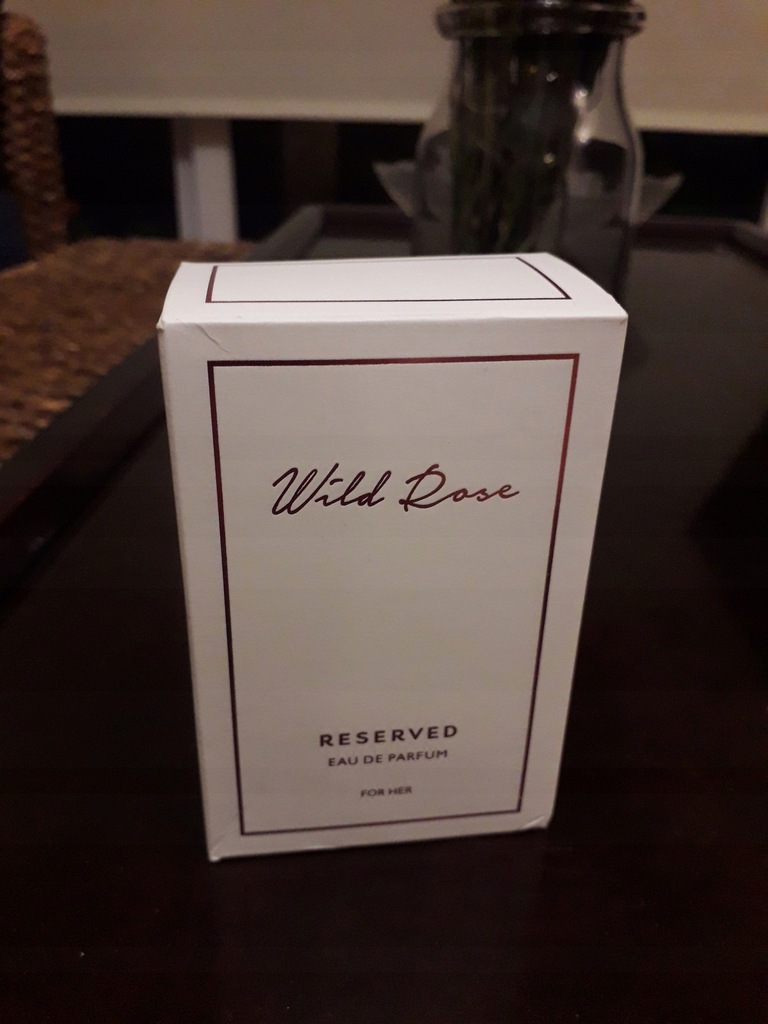 Wild Rose
RESERVED
EAU DE PARFUM
FOR HER